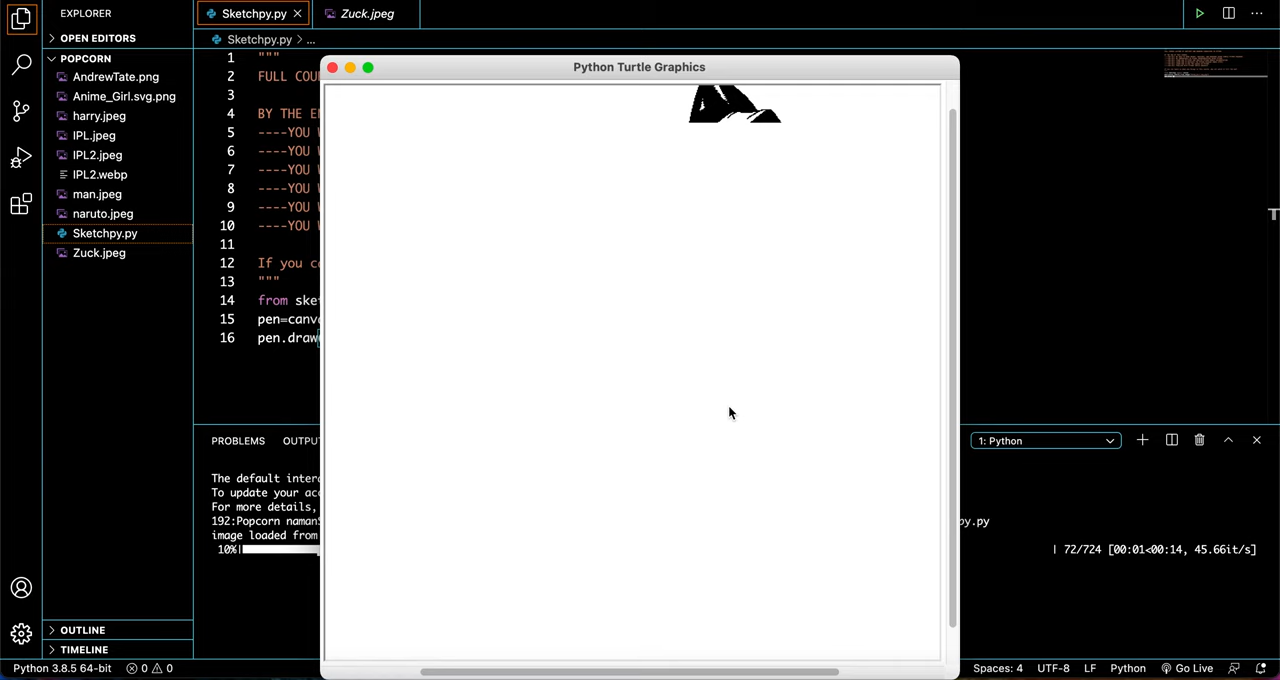 EXPLORER
Sketchpy.py
Zuck.jpeg
OPEN EDITORS
Sketchpy.py > ...
POPCORN
AndrewTate.png
Anime_Girl.svg.png
harry.jpeg
IPL.jpeg
IPL2.jpeg
IPL2.webp
man.jpeg
naruto.jpeg
Sketchpy.py
Zuck.jpeg
1 """
2 FULL COU
3
4 BY THE E
5 ----YOU
6 ----YOU
7 ----YOU
8 ----YOU
9 ----YOU
10 ----YOU
11
12 If you c
13 """
14 from sket
15 pen=canv
16 pen.draw
Python Turtle Graphics
PROBLEMS OUTPU
1: Python
The default inter
To update your ac
For more details,
192:Popcorn naman
py.py
image loaded from
10%| | 72/724 [00:01<00:14, 45.66it/s]
OUTLINE
TIMELINE
Python 3.8.5 64-bit 0 0 Spaces: 4 UTF-8 LF Python Go Live